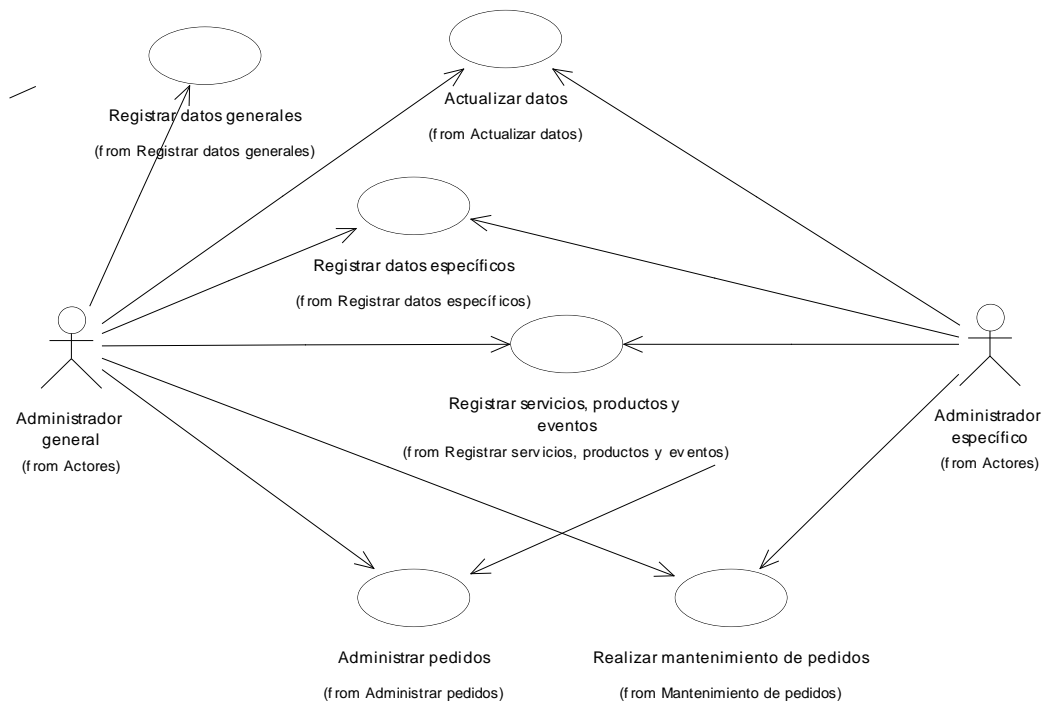 Registrar datos generales
(from Registrar datos generales)
Actualizar datos
(from Actualizar datos)
Registrar datos específicos
(from Registrar datos específicos)
Administrador
general
(from Actores)
Registrar servicios, productos y
eventos
(from Registrar servicios, productos y eventos)
Administrador
específico
(from Actores)
Administrar pedidos
(from Administrar pedidos)
Realizar mantenimiento de pedidos
(from Mantenimiento de pedidos)